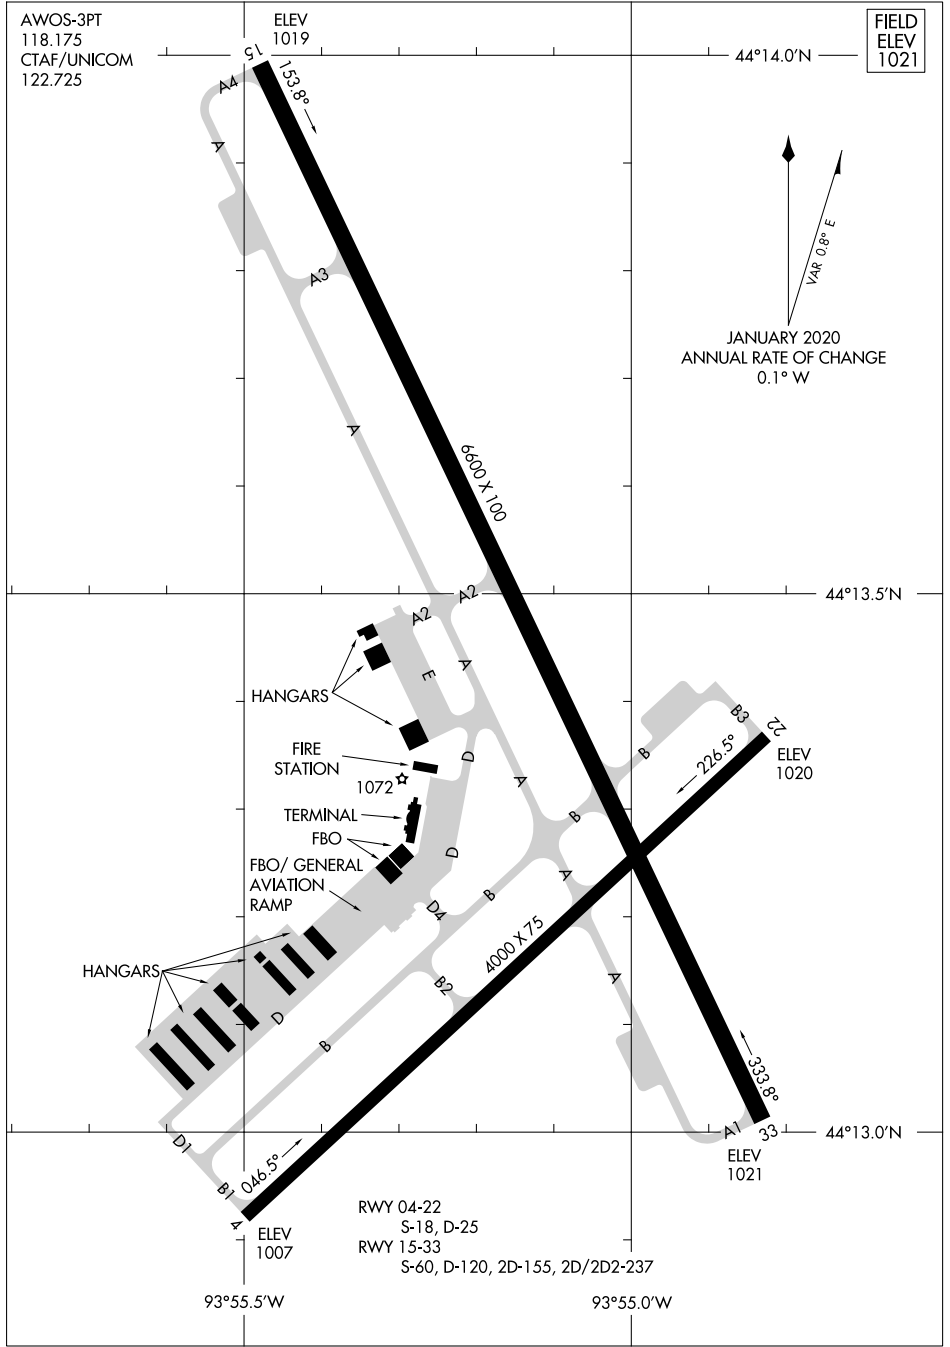 AWOS-3PT
118.175
CTAF/UNICOM
122.725
ELEV
1019
FIELD
ELEV
1021
44°14.0'N
15
153.8°
A4
A
VAR 0.8° E
A3
JANUARY 2020
ANNUAL RATE OF CHANGE
0.1° W
A
6600 X 100
44°13.5'N
A2
A2
A
E
HANGARS
B3
22
226.5°
ELEV
1020
B
FIRE
STATION
D
1072
A
TERMINAL
B
FBO
D
FBO/ GENERAL
AVIATION
RAMP
A
B
D4
4000 X 75
HANGARS
B2
A
D
B
333.8°
A1
33
44°13.0'N
ELEV
1021
D1
B1
046.5°
4
ELEV
1007
RWY 04-22
S-18, D-25
RWY 15-33
S-60, D-120, 2D-155, 2D/2D2-237
93°55.5'W
93°55.0'W